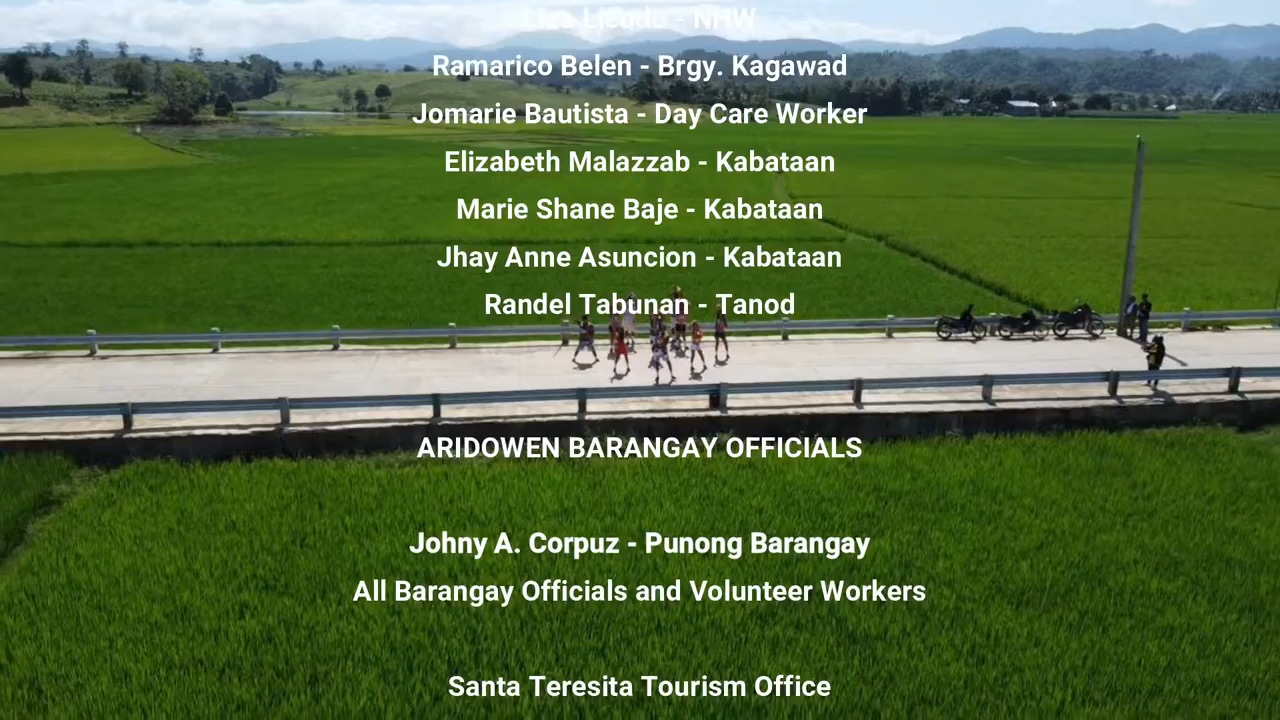 - NHW
Ramarico Belen - Brgy. Kagawad
Jomarie Bautista - Day Care Worker
Elizabeth Malazzab - Kabataan
Marie Shane Baje - Kabataan
Jhay Anne Asuncion - Kabataan
Randel Tabunan - Tanod
ARIDOWEN BARANGAY OFFICIALS
Johny A. Corpuz - Punong Barangay
All Barangay Officials and Volunteer Workers
Santa Teresita Tourism Office